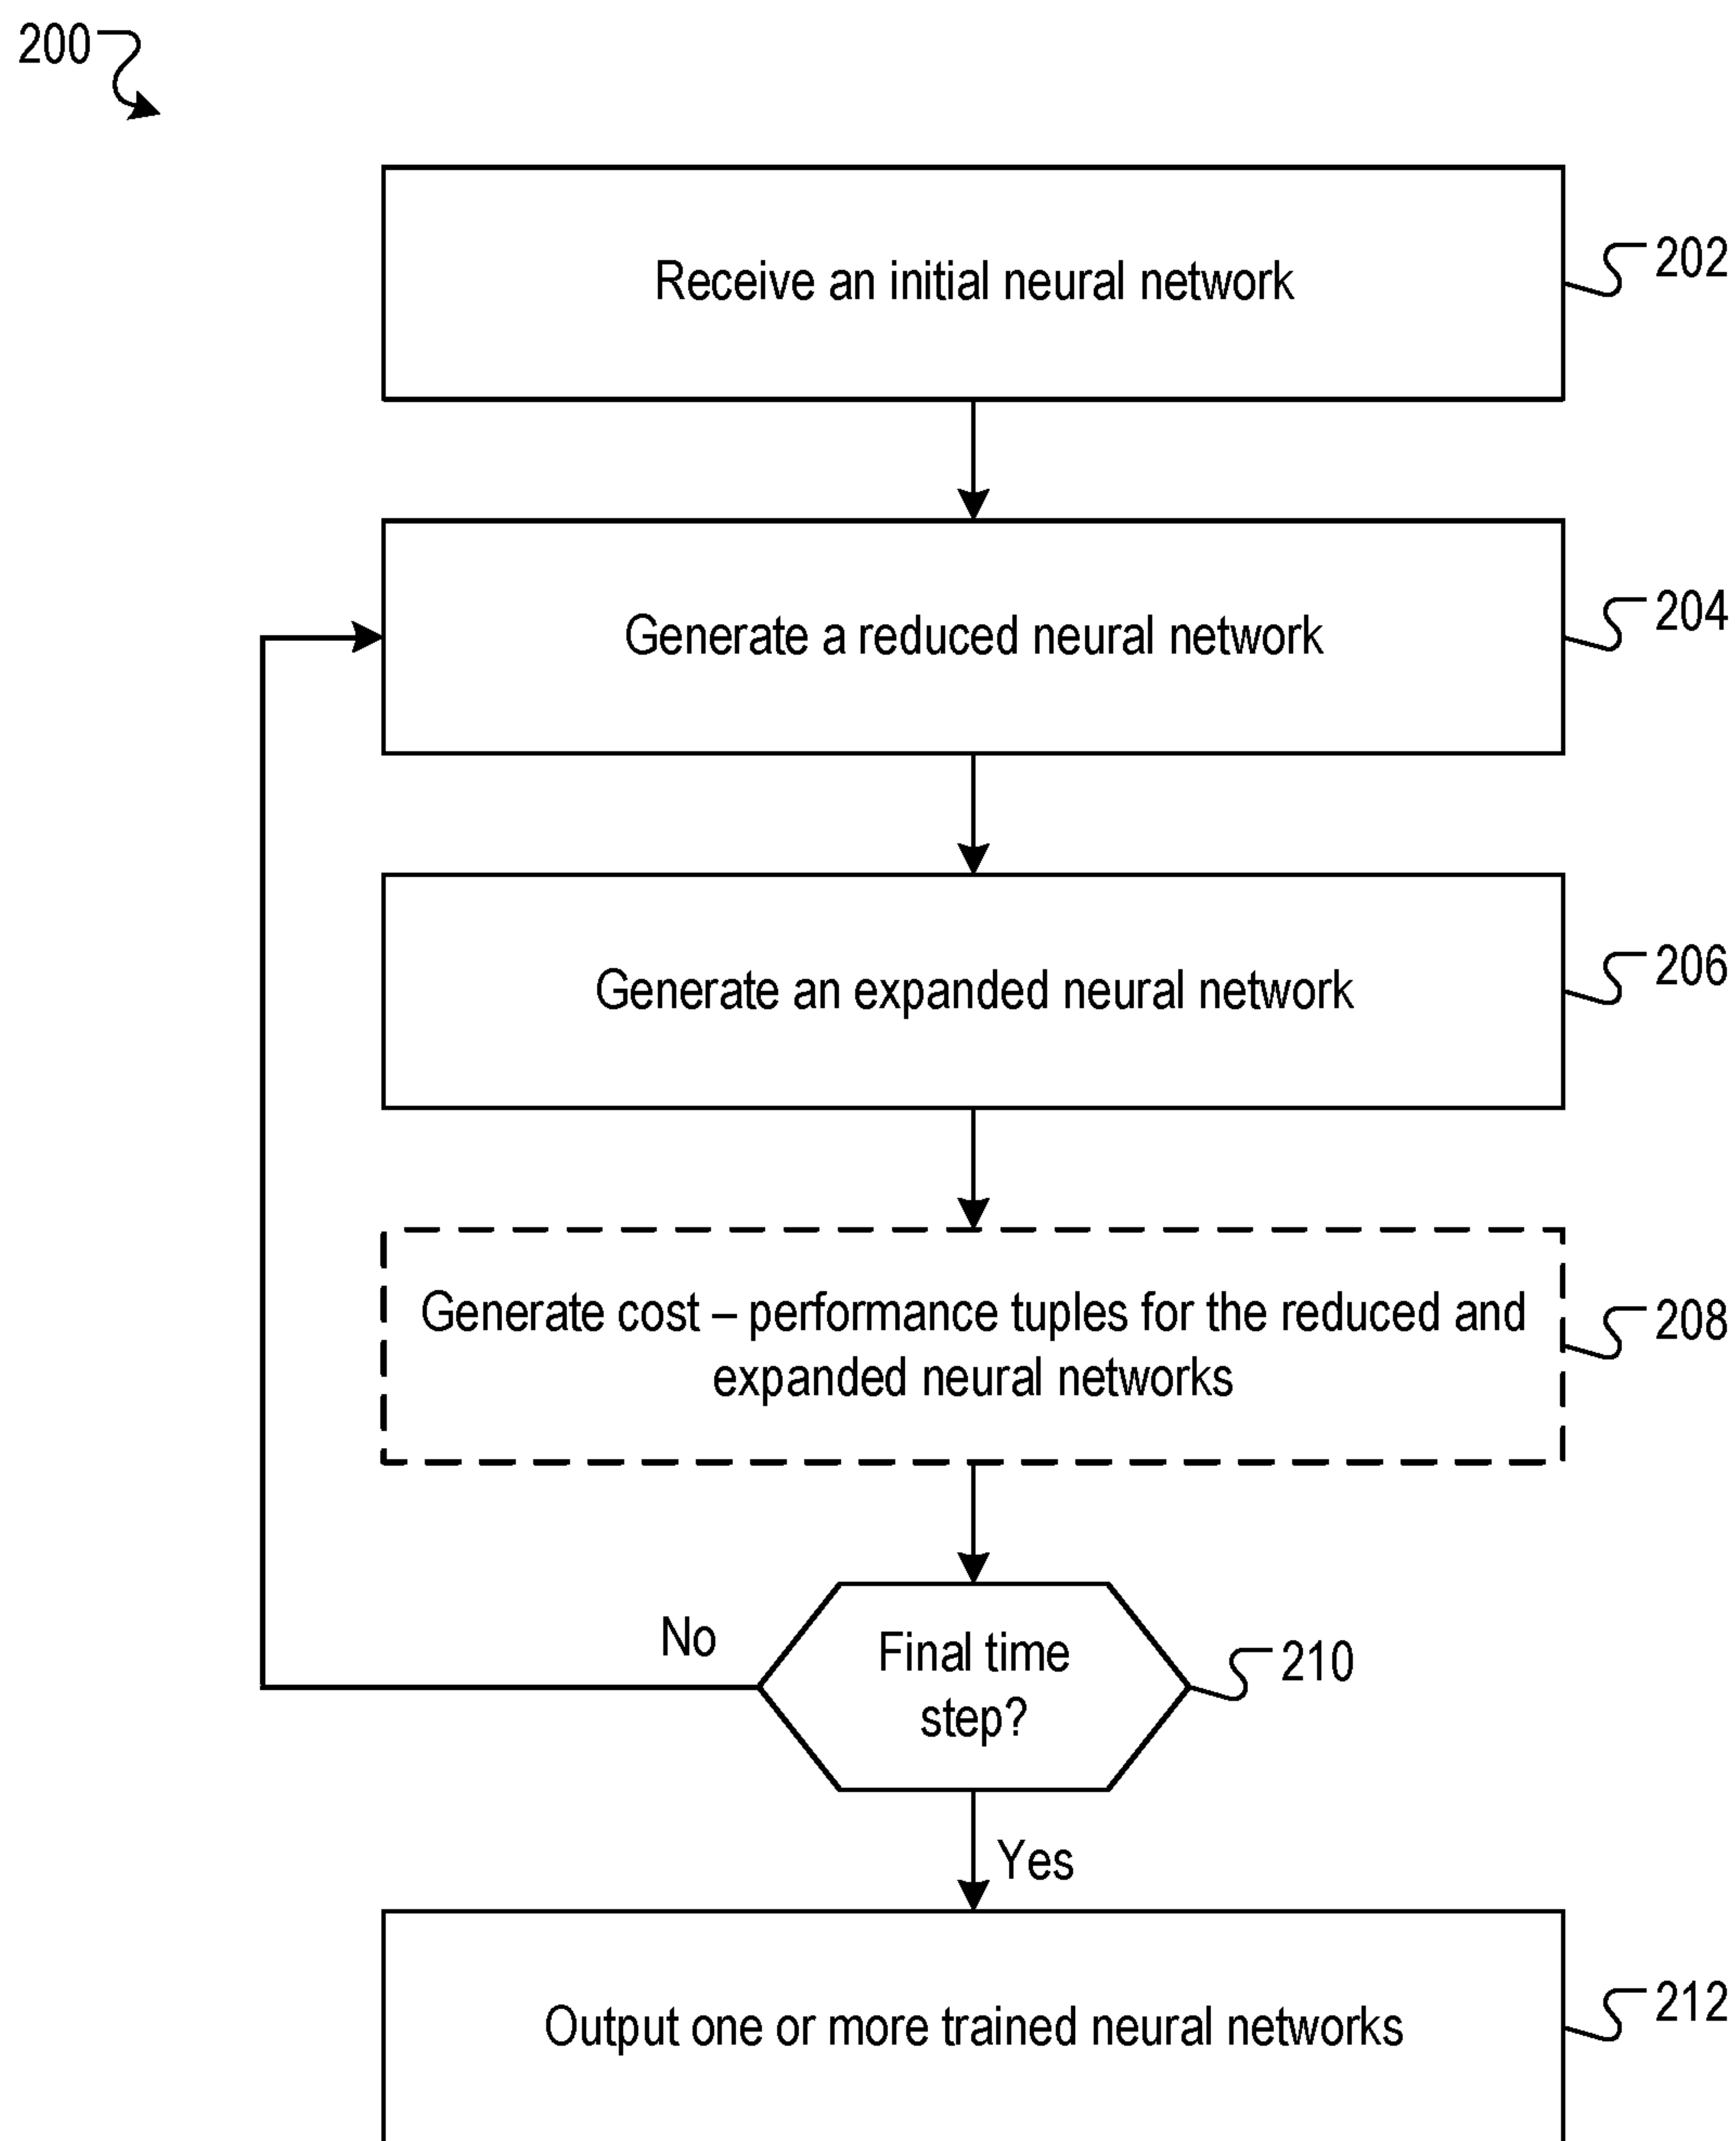 200
Receive an initial neural network
202
Generate a reduced neural network
204
Generate an expanded neural network
206
Generate cost – performance tuples for the reduced and
expanded neural networks
208
No
Final time
step?
210
Yes
Output one or more trained neural networks
212